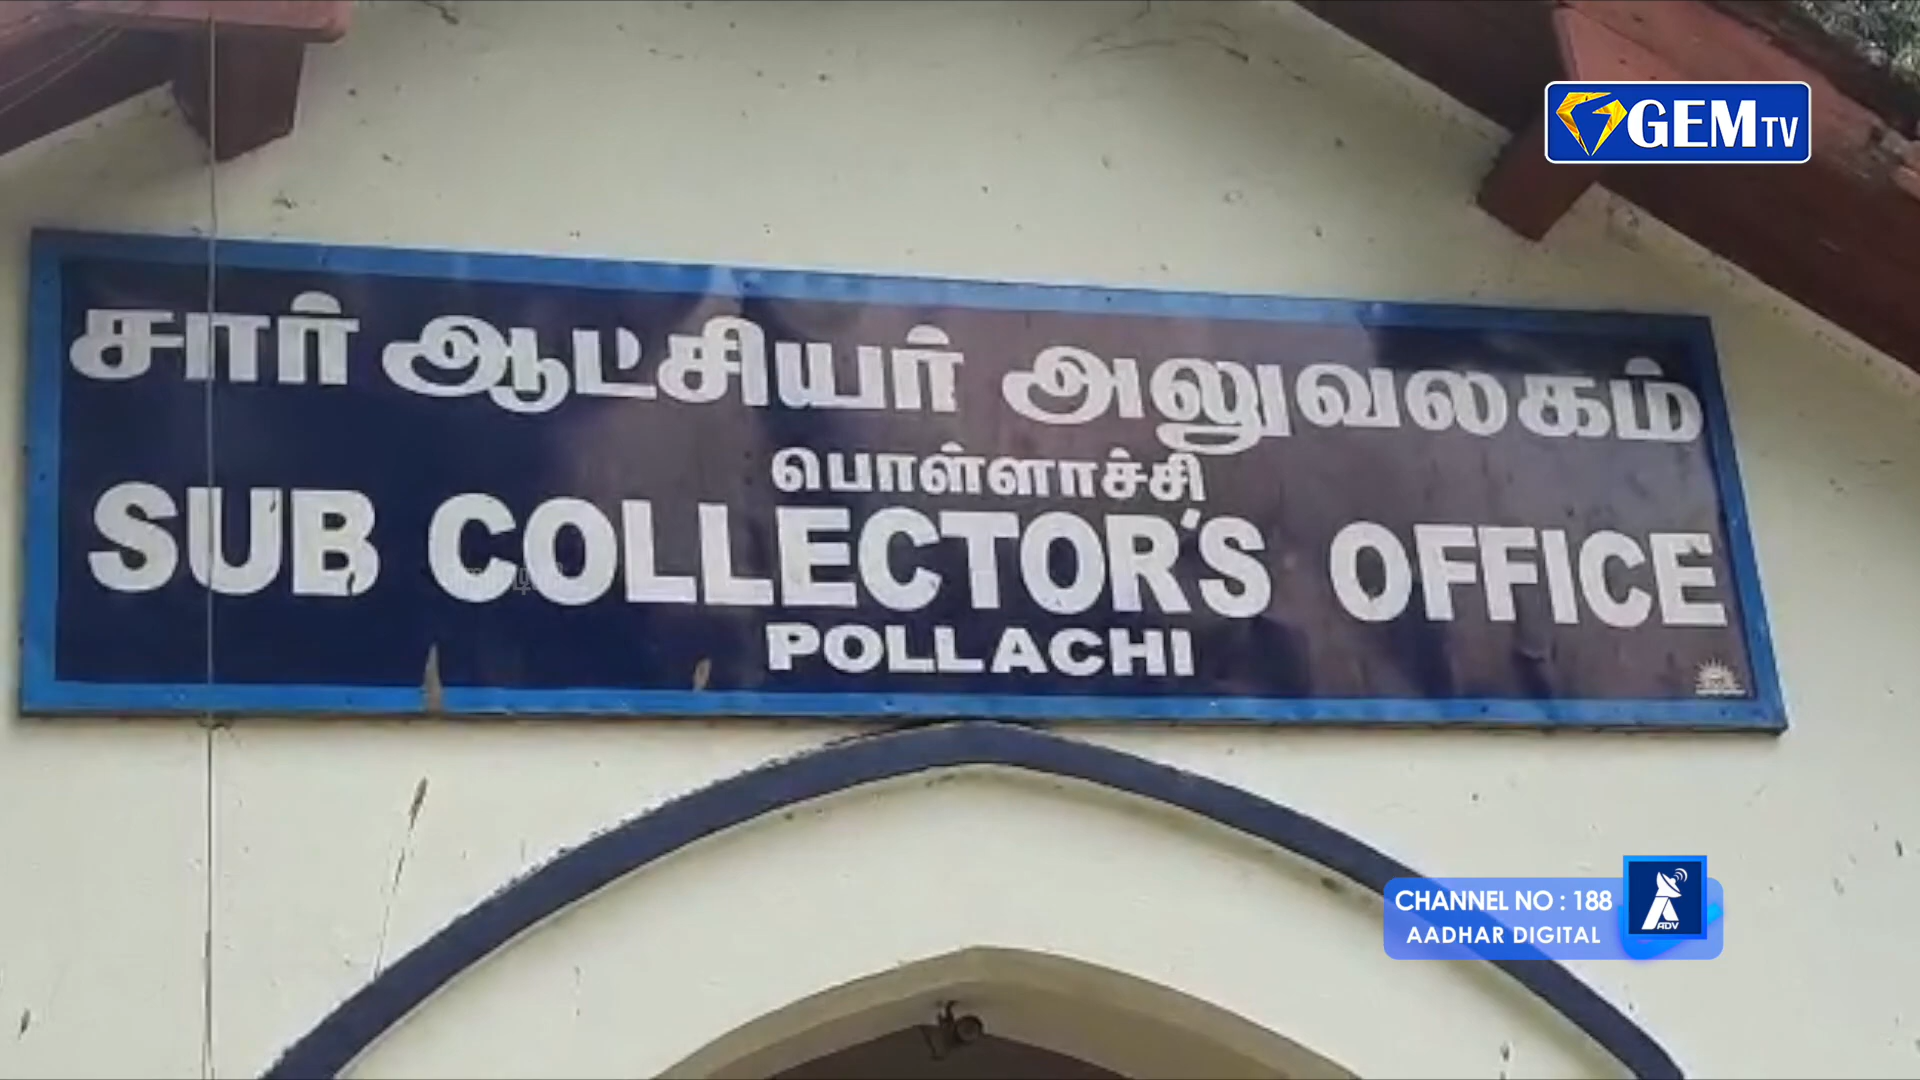 GEMTV
சார் ஆட்சியர் அலுவலகம்
பொள்ளாச்சி
SUB COLLECTOR'S OFFICE
POLLACHI
CHANNEL NO : 188
AADHAR DIGITAL
ADV